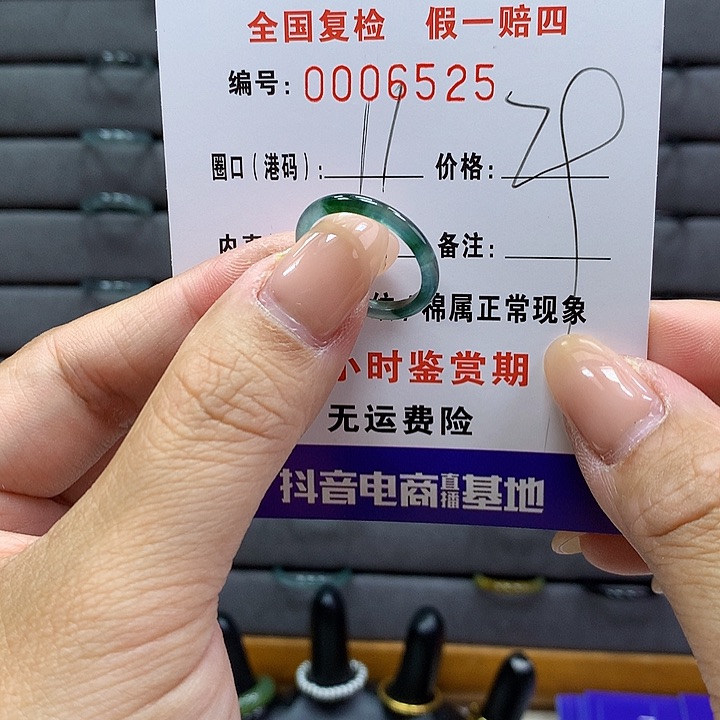 全国复检 假一赔四
编号: 0006525
圈口(港码): 11 价格: 29
备注:
棉属正常现象
小时鉴赏期
无运费险
抖音电商直播基地